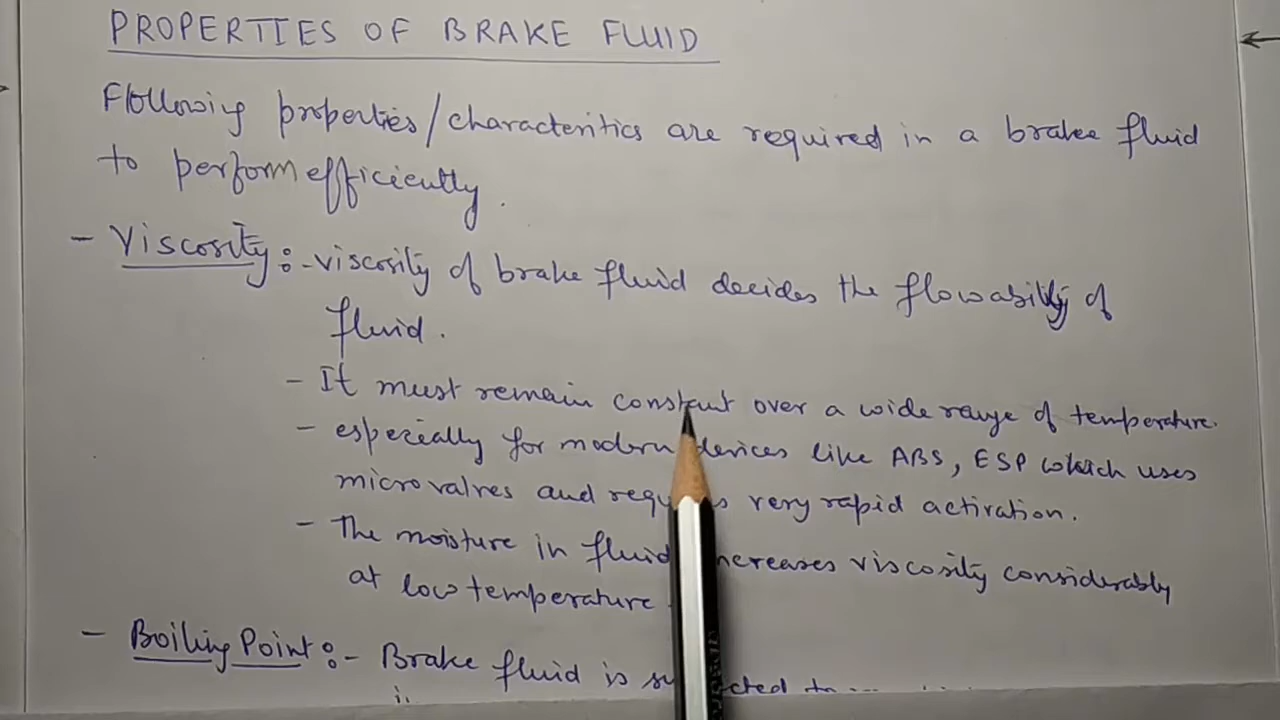 PROPERTIES OF BRAKE FLUID
Following properties/characteritics are required in a brake fluid
to perform efficiently.
- Viscosity :- viscosity of brake fluid decides the flowability of
fluid.
- It must remain constant over a wide range of temperature.
- especially for modern devices like ABS, ESP which uses
microvalves and very rapid activation.
- The moisture in fluid increases viscosity considerably
at low temperature
- Boiling Point :- Brake fluid is